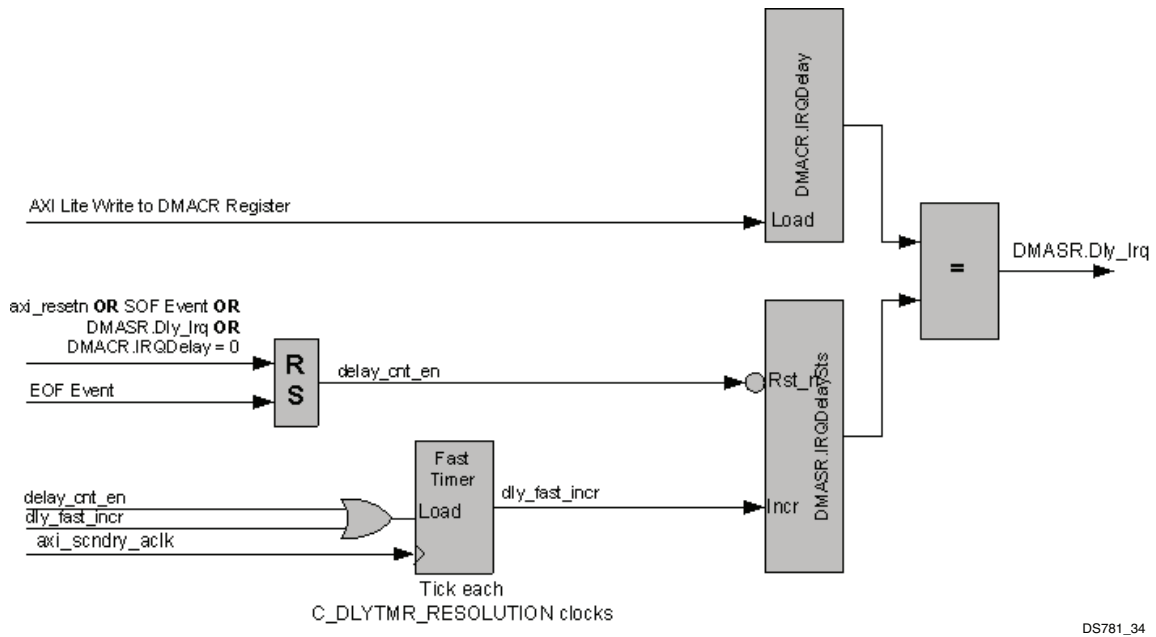 DMACR.IRQDelay
AXI Lite Write to DMACR Register
Load
=
DMASR.Dly_Irq
axi_resetn OR SOF Event OR
DMASR.Dly_Irq OR
DMACR.IRQDelay = 0
EOF Event
R
S
delay_cnt_en
Rst_n
DMASR.IRQDelaySts
Incr
Fast
Timer
Load
dly_fast_incr
delay_cnt_en
dly_fast_incr
axi_scndry_aclk
Tick each
C_DLYTMR_RESOLUTION clocks
DS781_34